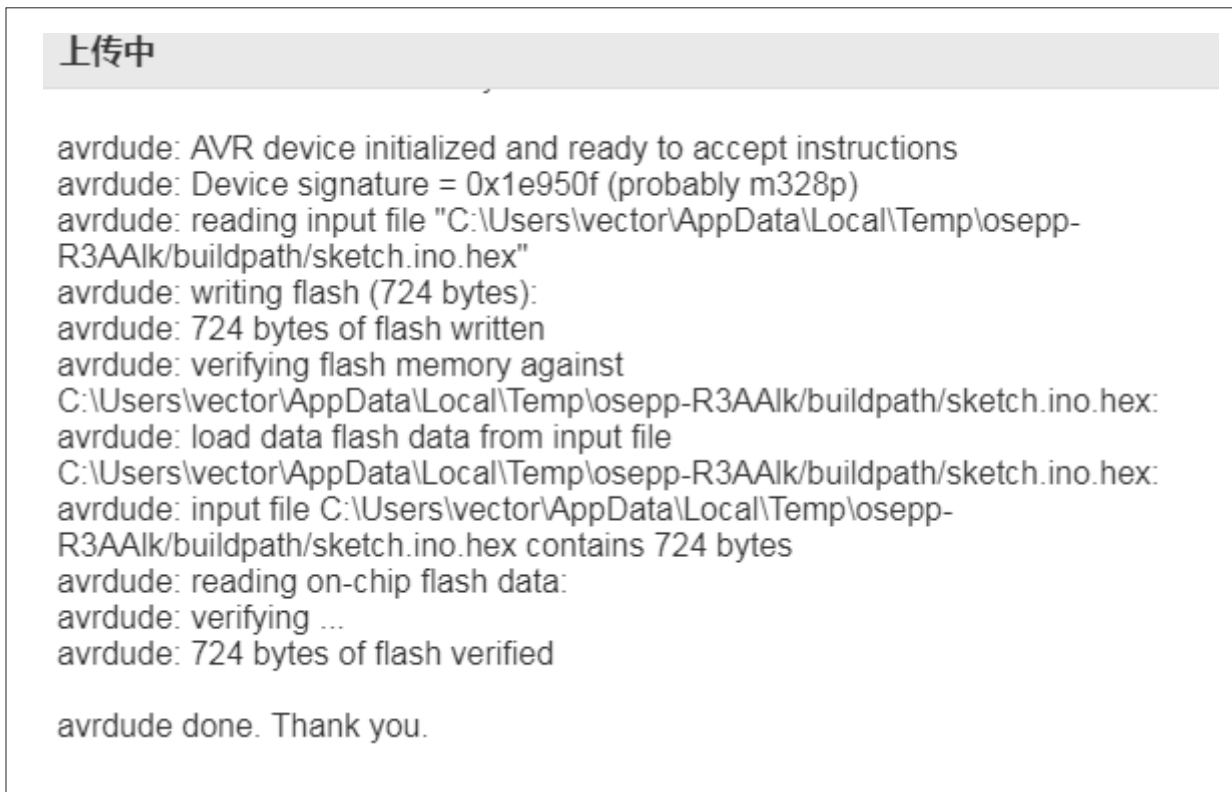 上传中
avrdude: AVR device initialized and ready to accept instructions
avrdude: Device signature = 0x1e950f (probably m328p)
avrdude: reading input file "C:\Users\vector\AppData\Local\Temp\osepp-
R3AAlk/buildpath/sketch.ino.hex"
avrdude: writing flash (724 bytes):
avrdude: 724 bytes of flash written
avrdude: verifying flash memory against
C:\Users\vector\AppData\Local\Temp\osepp-R3AAlk/buildpath/sketch.ino.hex:
avrdude: load data flash data from input file
C:\Users\vector\AppData\Local\Temp\osepp-R3AAlk/buildpath/sketch.ino.hex:
avrdude: input file C:\Users\vector\AppData\Local\Temp\osepp-
R3AAlk/buildpath/sketch.ino.hex contains 724 bytes
avrdude: reading on-chip flash data:
avrdude: verifying ...
avrdude: 724 bytes of flash verified
avrdude done. Thank you.